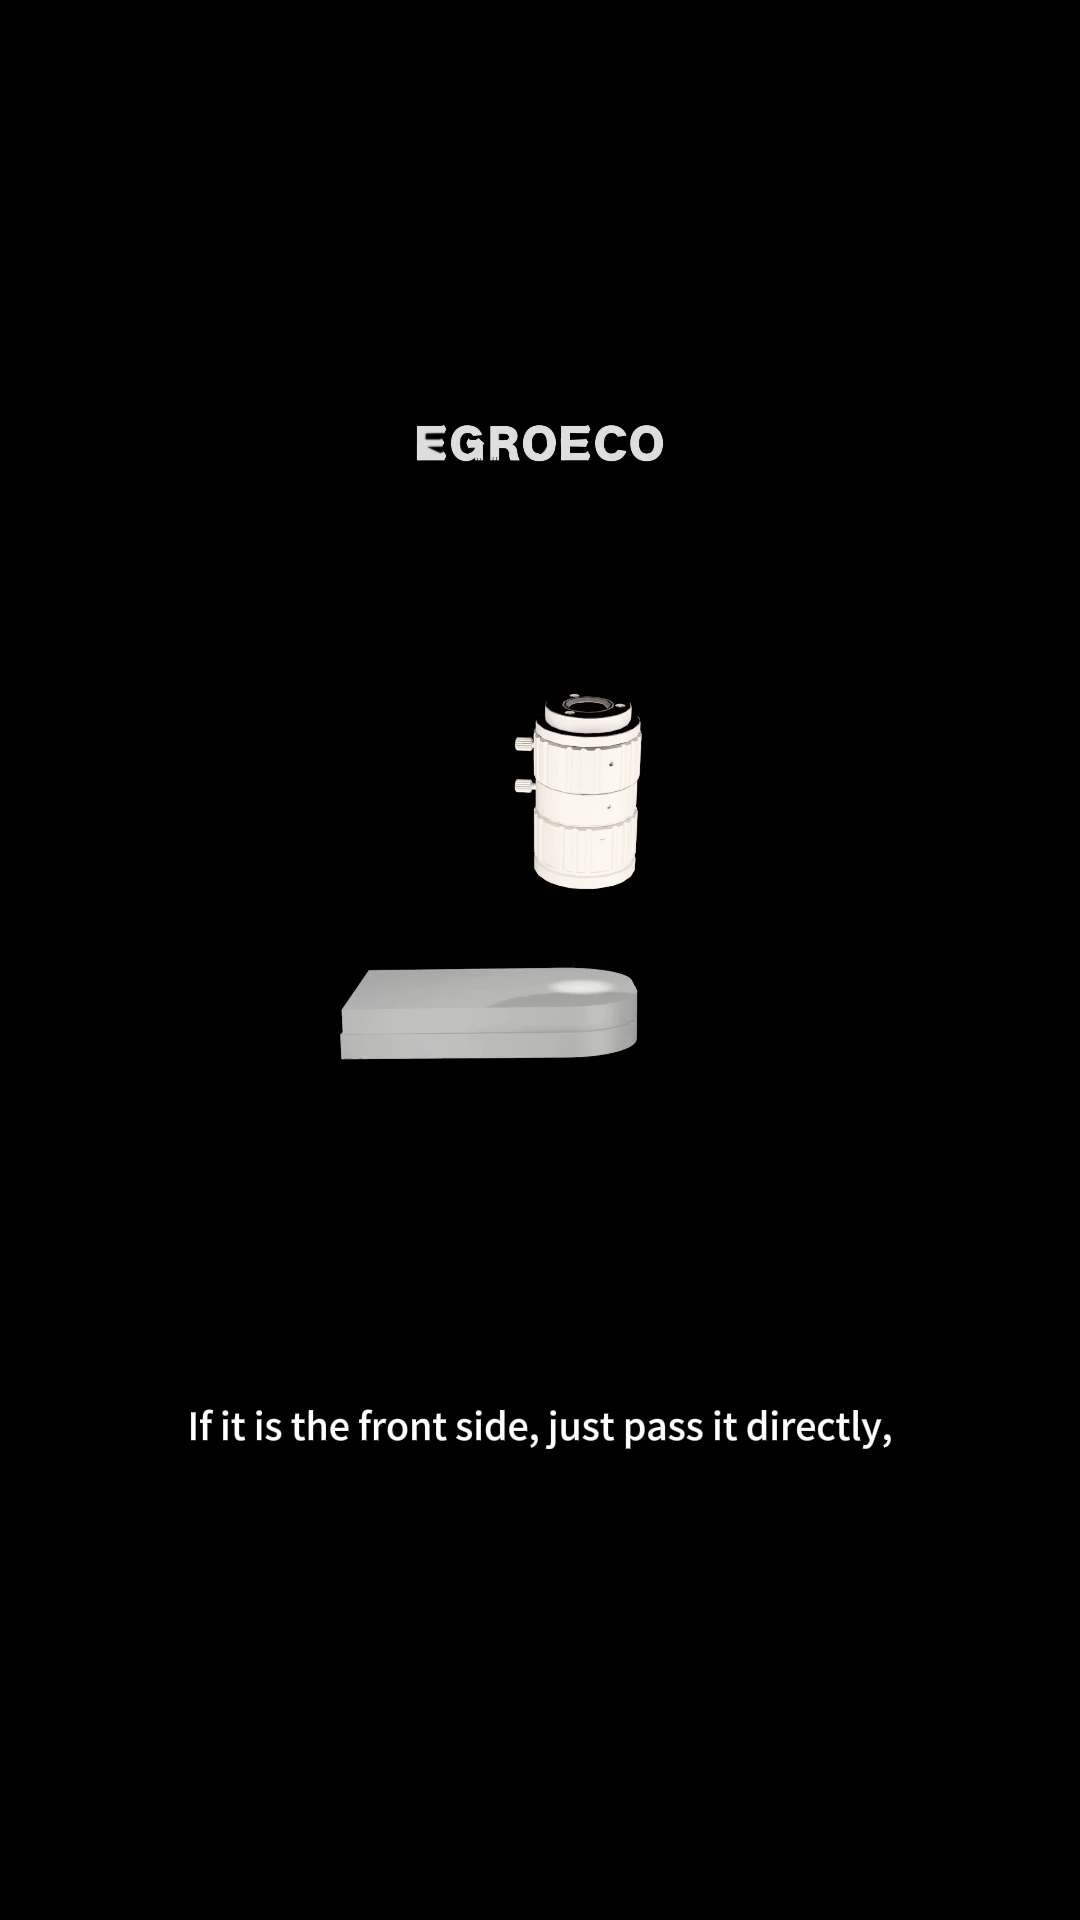 EGROECO
If it is the front side, just pass it directly,